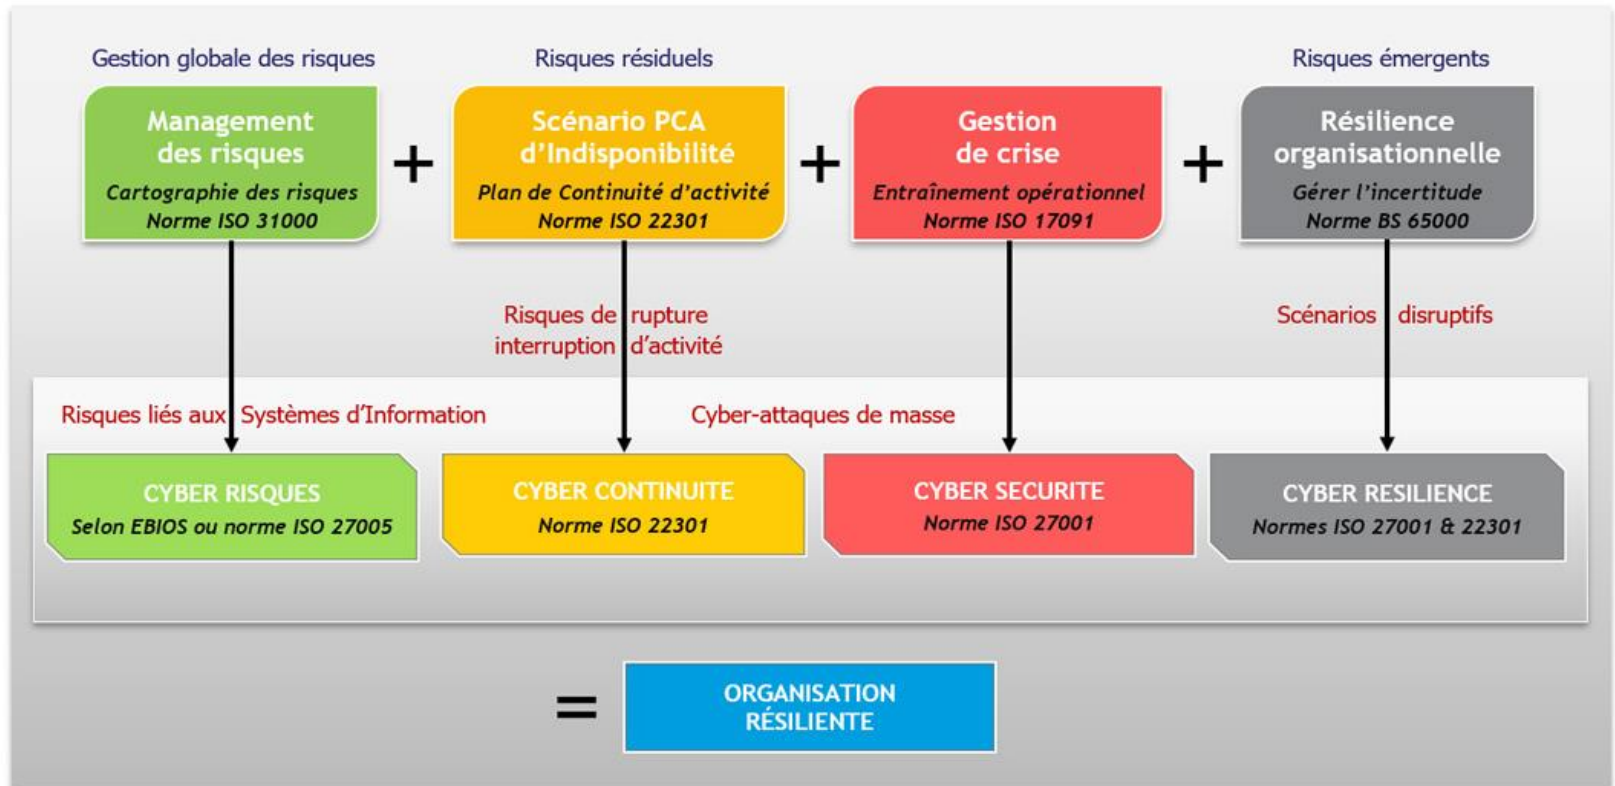 Gestion globale des risques
Risques résiduels
Risques émergents
Management
des risques
Cartographie des risques
Norme ISO 31000
+
Scénario PCA
d'Indisponibilité
Plan de Continuité d'activité
Norme ISO 22301
+
Gestion
de crise
Entraînement opérationnel
Norme ISO 17091
+
Résilience
organisationnelle
Gérer l'incertitude
Norme BS 65000
Risques de rupture
interruption d'activité
Scénarios disruptifs
Risques liés aux Systèmes d'Information
Cyber-attaques de masse
CYBER RISQUES
Selon EBIOS ou norme ISO 27005
CYBER CONTINUITE
Norme ISO 22301
CYBER SECURITE
Norme ISO 27001
CYBER RESILIENCE
Normes ISO 27001 & 22301
=
ORGANISATION
RÉSILIENTE